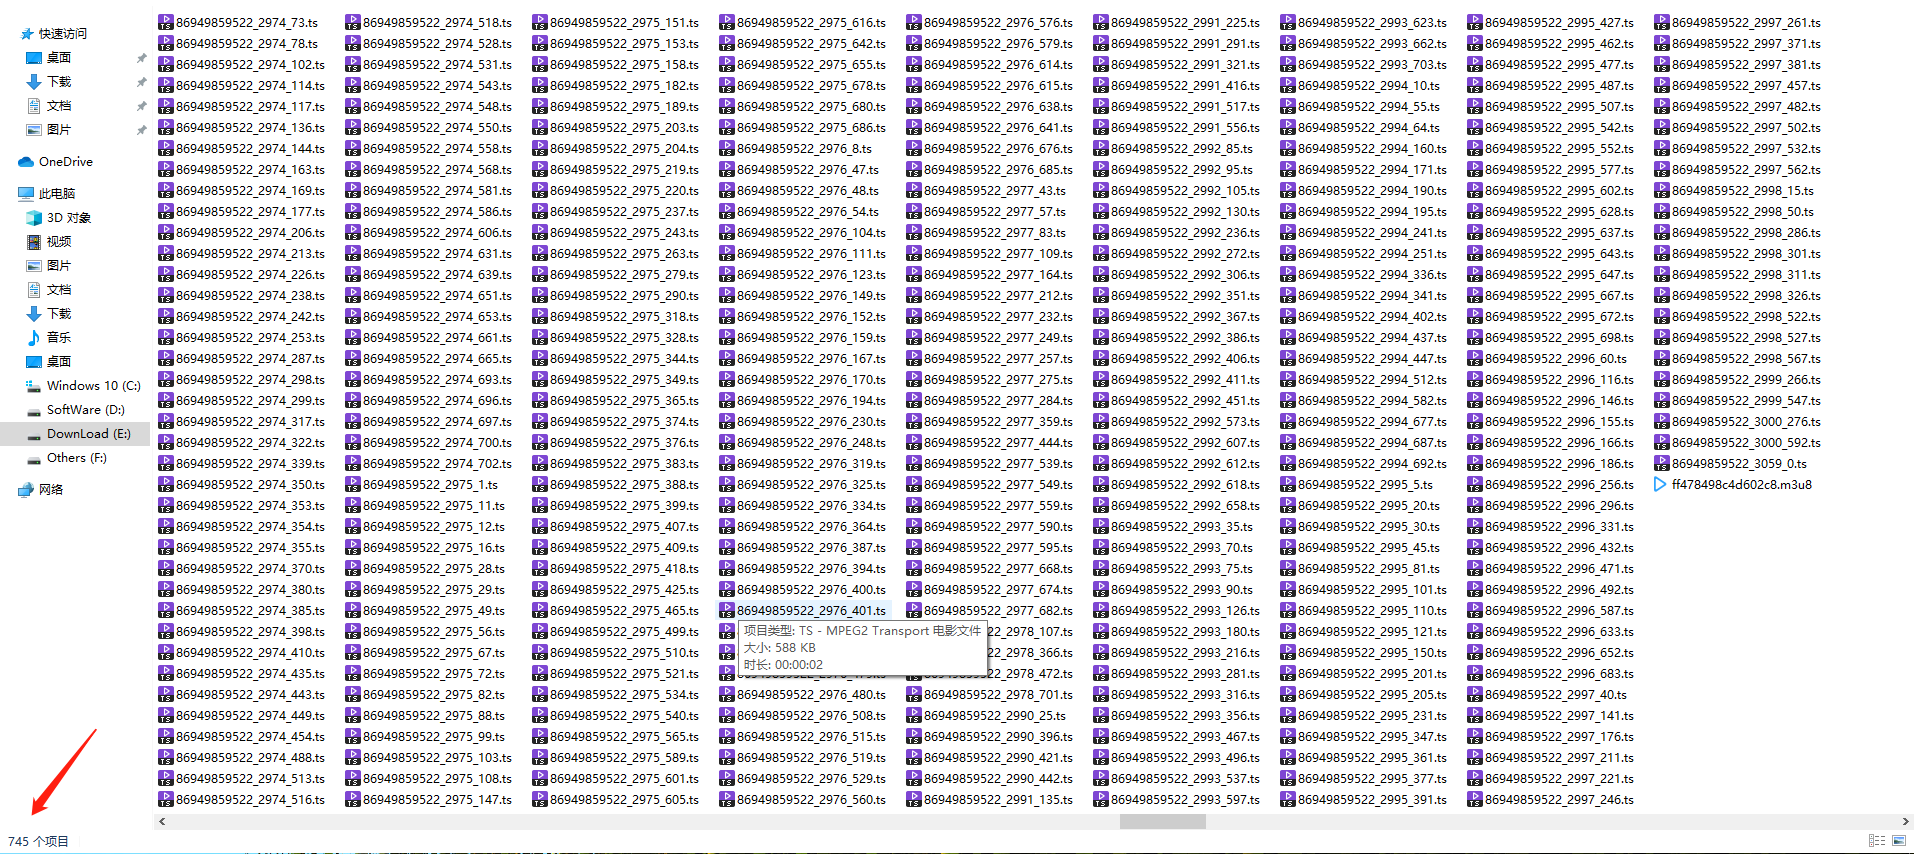 快速访问
桌面
下载
文档
图片
OneDrive
此电脑
3D 对象
视频
图片
文档
下载
音乐
桌面
Windows 10 (C:)
SoftWare (D:)
DownLoad (E:)
Others (F:)
网络
86949859522_2974_73.ts
86949859522_2974_78.ts
86949859522_2974_102.ts
86949859522_2974_114.ts
86949859522_2974_117.ts
86949859522_2974_136.ts
86949859522_2974_144.ts
86949859522_2974_163.ts
86949859522_2974_169.ts
86949859522_2974_177.ts
86949859522_2974_206.ts
86949859522_2974_213.ts
86949859522_2974_226.ts
86949859522_2974_238.ts
86949859522_2974_242.ts
86949859522_2974_253.ts
86949859522_2974_287.ts
86949859522_2974_298.ts
86949859522_2974_299.ts
86949859522_2974_317.ts
86949859522_2974_322.ts
86949859522_2974_339.ts
86949859522_2974_350.ts
86949859522_2974_353.ts
86949859522_2974_354.ts
86949859522_2974_355.ts
86949859522_2974_370.ts
86949859522_2974_380.ts
86949859522_2974_385.ts
86949859522_2974_398.ts
86949859522_2974_410.ts
86949859522_2974_435.ts
86949859522_2974_443.ts
86949859522_2974_449.ts
86949859522_2974_454.ts
86949859522_2974_488.ts
86949859522_2974_513.ts
86949859522_2974_516.ts
86949859522_2974_518.ts
86949859522_2974_528.ts
86949859522_2974_531.ts
86949859522_2974_543.ts
86949859522_2974_548.ts
86949859522_2974_550.ts
86949859522_2974_558.ts
86949859522_2974_568.ts
86949859522_2974_581.ts
86949859522_2974_586.ts
86949859522_2974_606.ts
86949859522_2974_631.ts
86949859522_2974_639.ts
86949859522_2974_651.ts
86949859522_2974_653.ts
86949859522_2974_661.ts
86949859522_2974_665.ts
86949859522_2974_693.ts
86949859522_2974_696.ts
86949859522_2974_697.ts
86949859522_2974_700.ts
86949859522_2974_702.ts
86949859522_2975_1.ts
86949859522_2975_11.ts
86949859522_2975_12.ts
86949859522_2975_16.ts
86949859522_2975_28.ts
86949859522_2975_29.ts
86949859522_2975_49.ts
86949859522_2975_56.ts
86949859522_2975_67.ts
86949859522_2975_72.ts
86949859522_2975_82.ts
86949859522_2975_88.ts
86949859522_2975_99.ts
86949859522_2975_103.ts
86949859522_2975_108.ts
86949859522_2975_147.ts
86949859522_2975_151.ts
86949859522_2975_153.ts
86949859522_2975_158.ts
86949859522_2975_182.ts
86949859522_2975_189.ts
86949859522_2975_203.ts
86949859522_2975_204.ts
86949859522_2975_219.ts
86949859522_2975_220.ts
86949859522_2975_237.ts
86949859522_2975_243.ts
86949859522_2975_263.ts
86949859522_2975_279.ts
86949859522_2975_290.ts
86949859522_2975_318.ts
86949859522_2975_328.ts
86949859522_2975_344.ts
86949859522_2975_349.ts
86949859522_2975_365.ts
86949859522_2975_374.ts
86949859522_2975_376.ts
86949859522_2975_383.ts
86949859522_2975_388.ts
86949859522_2975_399.ts
86949859522_2975_407.ts
86949859522_2975_409.ts
86949859522_2975_418.ts
86949859522_2975_425.ts
86949859522_2975_465.ts
86949859522_2975_499.ts
86949859522_2975_510.ts
86949859522_2975_521.ts
86949859522_2975_534.ts
86949859522_2975_540.ts
86949859522_2975_565.ts
86949859522_2975_589.ts
86949859522_2975_601.ts
86949859522_2975_605.ts
86949859522_2975_616.ts
86949859522_2975_642.ts
86949859522_2975_655.ts
86949859522_2975_678.ts
86949859522_2975_680.ts
86949859522_2975_686.ts
86949859522_2976_8.ts
86949859522_2976_47.ts
86949859522_2976_48.ts
86949859522_2976_54.ts
86949859522_2976_104.ts
86949859522_2976_111.ts
86949859522_2976_123.ts
86949859522_2976_149.ts
86949859522_2976_152.ts
86949859522_2976_159.ts
86949859522_2976_167.ts
86949859522_2976_170.ts
86949859522_2976_194.ts
86949859522_2976_230.ts
86949859522_2976_248.ts
86949859522_2976_319.ts
86949859522_2976_325.ts
86949859522_2976_334.ts
86949859522_2976_364.ts
86949859522_2976_387.ts
86949859522_2976_394.ts
86949859522_2976_400.ts
86949859522_2976_401.ts
项目类型: TS - MPEG2 Transport 电影文件
大小: 588 KB
时长: 00:00:02
86949859522_2976_480.ts
86949859522_2976_508.ts
86949859522_2976_515.ts
86949859522_2976_519.ts
86949859522_2976_529.ts
86949859522_2976_560.ts
86949859522_2976_576.ts
86949859522_2976_579.ts
86949859522_2976_614.ts
86949859522_2976_615.ts
86949859522_2976_638.ts
86949859522_2976_641.ts
86949859522_2976_676.ts
86949859522_2976_685.ts
86949859522_2977_43.ts
86949859522_2977_57.ts
86949859522_2977_83.ts
86949859522_2977_109.ts
86949859522_2977_164.ts
86949859522_2977_212.ts
86949859522_2977_232.ts
86949859522_2977_249.ts
86949859522_2977_257.ts
86949859522_2977_275.ts
86949859522_2977_284.ts
86949859522_2977_359.ts
86949859522_2977_444.ts
86949859522_2977_539.ts
86949859522_2977_549.ts
86949859522_2977_559.ts
86949859522_2977_590.ts
86949859522_2977_595.ts
86949859522_2977_668.ts
86949859522_2977_674.ts
86949859522_2977_682.ts
2978_107.ts
2978_366.ts
2978_472.ts
86949859522_2978_701.ts
86949859522_2990_25.ts
86949859522_2990_396.ts
86949859522_2990_421.ts
86949859522_2990_442.ts
86949859522_2991_135.ts
86949859522_2991_225.ts
86949859522_2991_291.ts
86949859522_2991_321.ts
86949859522_2991_416.ts
86949859522_2991_517.ts
86949859522_2991_556.ts
86949859522_2992_85.ts
86949859522_2992_95.ts
86949859522_2992_105.ts
86949859522_2992_130.ts
86949859522_2992_236.ts
86949859522_2992_272.ts
86949859522_2992_306.ts
86949859522_2992_351.ts
86949859522_2992_367.ts
86949859522_2992_386.ts
86949859522_2992_406.ts
86949859522_2992_411.ts
86949859522_2992_451.ts
86949859522_2992_573.ts
86949859522_2992_607.ts
86949859522_2992_612.ts
86949859522_2992_618.ts
86949859522_2992_658.ts
86949859522_2993_35.ts
86949859522_2993_70.ts
86949859522_2993_75.ts
86949859522_2993_90.ts
86949859522_2993_126.ts
86949859522_2993_180.ts
86949859522_2993_216.ts
86949859522_2993_281.ts
86949859522_2993_316.ts
86949859522_2993_356.ts
86949859522_2993_467.ts
86949859522_2993_496.ts
86949859522_2993_537.ts
86949859522_2993_597.ts
86949859522_2993_623.ts
86949859522_2993_662.ts
86949859522_2993_703.ts
86949859522_2994_10.ts
86949859522_2994_55.ts
86949859522_2994_64.ts
86949859522_2994_160.ts
86949859522_2994_171.ts
86949859522_2994_190.ts
86949859522_2994_195.ts
86949859522_2994_241.ts
86949859522_2994_251.ts
86949859522_2994_336.ts
86949859522_2994_341.ts
86949859522_2994_402.ts
86949859522_2994_437.ts
86949859522_2994_447.ts
86949859522_2994_512.ts
86949859522_2994_582.ts
86949859522_2994_677.ts
86949859522_2994_687.ts
86949859522_2994_692.ts
86949859522_2995_5.ts
86949859522_2995_20.ts
86949859522_2995_30.ts
86949859522_2995_45.ts
86949859522_2995_81.ts
86949859522_2995_101.ts
86949859522_2995_110.ts
86949859522_2995_121.ts
86949859522_2995_150.ts
86949859522_2995_201.ts
86949859522_2995_205.ts
86949859522_2995_231.ts
86949859522_2995_347.ts
86949859522_2995_361.ts
86949859522_2995_377.ts
86949859522_2995_391.ts
86949859522_2995_427.ts
86949859522_2995_462.ts
86949859522_2995_477.ts
86949859522_2995_487.ts
86949859522_2995_507.ts
86949859522_2995_542.ts
86949859522_2995_552.ts
86949859522_2995_577.ts
86949859522_2995_602.ts
86949859522_2995_628.ts
86949859522_2995_637.ts
86949859522_2995_643.ts
86949859522_2995_647.ts
86949859522_2995_667.ts
86949859522_2995_672.ts
86949859522_2995_698.ts
86949859522_2996_60.ts
86949859522_2996_116.ts
86949859522_2996_146.ts
86949859522_2996_155.ts
86949859522_2996_166.ts
86949859522_2996_186.ts
86949859522_2996_256.ts
86949859522_2996_296.ts
86949859522_2996_331.ts
86949859522_2996_432.ts
86949859522_2996_471.ts
86949859522_2996_492.ts
86949859522_2996_587.ts
86949859522_2996_633.ts
86949859522_2996_652.ts
86949859522_2996_683.ts
86949859522_2997_40.ts
86949859522_2997_141.ts
86949859522_2997_176.ts
86949859522_2997_211.ts
86949859522_2997_221.ts
86949859522_2997_246.ts
86949859522_2997_261.ts
86949859522_2997_371.ts
86949859522_2997_381.ts
86949859522_2997_457.ts
86949859522_2997_482.ts
86949859522_2997_502.ts
86949859522_2997_532.ts
86949859522_2997_562.ts
86949859522_2998_15.ts
86949859522_2998_50.ts
86949859522_2998_286.ts
86949859522_2998_301.ts
86949859522_2998_311.ts
86949859522_2998_326.ts
86949859522_2998_522.ts
86949859522_2998_527.ts
86949859522_2998_567.ts
86949859522_2999_266.ts
86949859522_2999_547.ts
86949859522_3000_276.ts
86949859522_3000_592.ts
86949859522_3059_0.ts
ff478498c4d602c8.m3u8
745 个项目